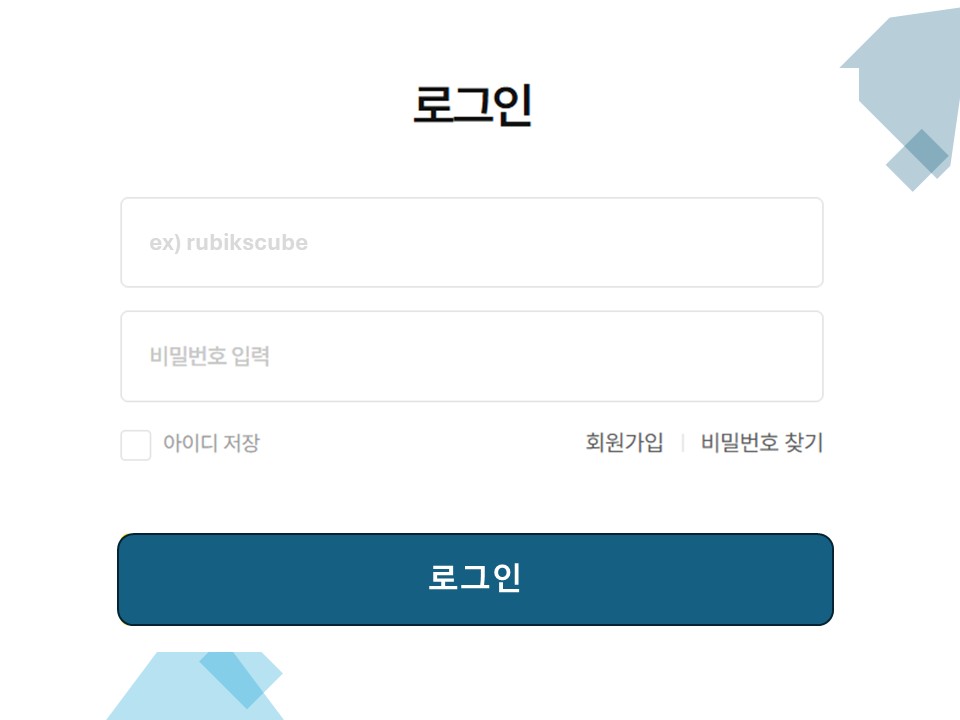 로그인
ex) rubikscube
비밀번호 입력
아이디 저장 회원가입 | 비밀번호 찾기
로그인